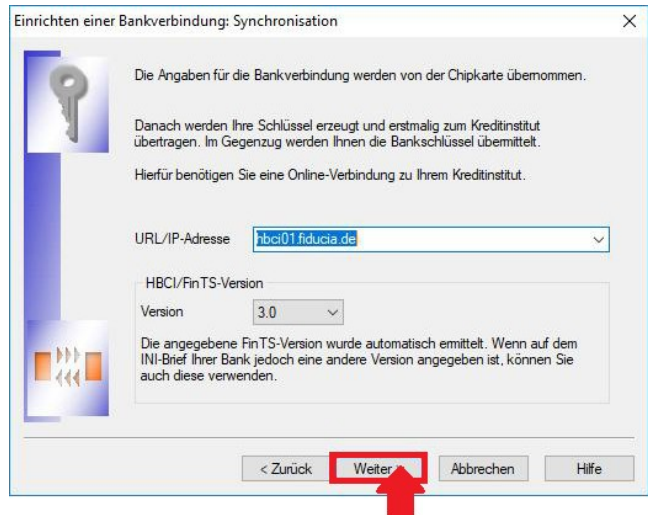 Einrichten einer Bankverbindung: Synchronisation
Die Angaben für die Bankverbindung werden von der Chipkarte übernommen.
Danach werden Ihre Schlüssel erzeugt und erstmalig zum Kreditinstitut
übertragen. Im Gegenzug werden Ihnen die Bankschlüssel übermittelt.
Hierfür benötigen Sie eine Online-Verbindung zu Ihrem Kreditinstitut.
URL/IP-Adresse hbci01.fiducia.de
HBCI/FinTS-Version
Version 3.0
Die angegebene FinTS-Version wurde automatisch ermittelt. Wenn auf dem
INI-Brief Ihrer Bank jedoch eine andere Version angegeben ist, können Sie
auch diese verwenden.
< Zurück Weiter > Abbrechen Hilfe